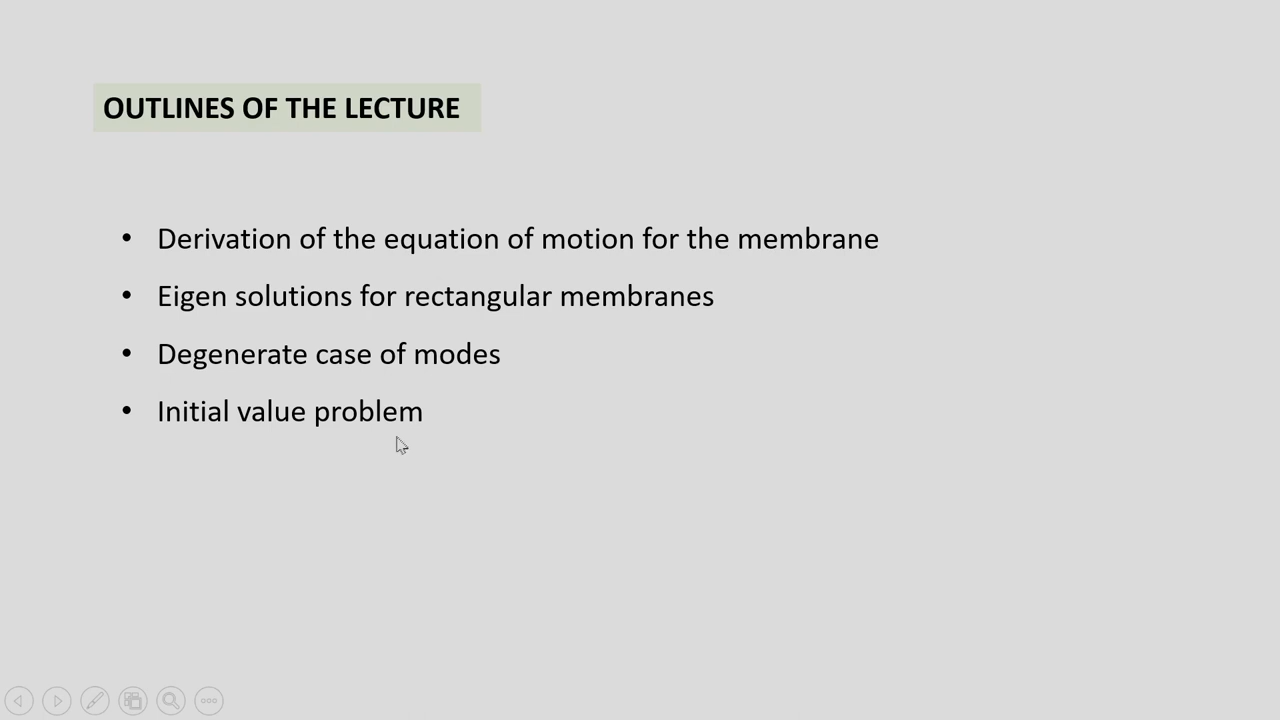 OUTLINES OF THE LECTURE
• Derivation of the equation of motion for the membrane
• Eigen solutions for rectangular membranes
• Degenerate case of modes
• Initial value problem